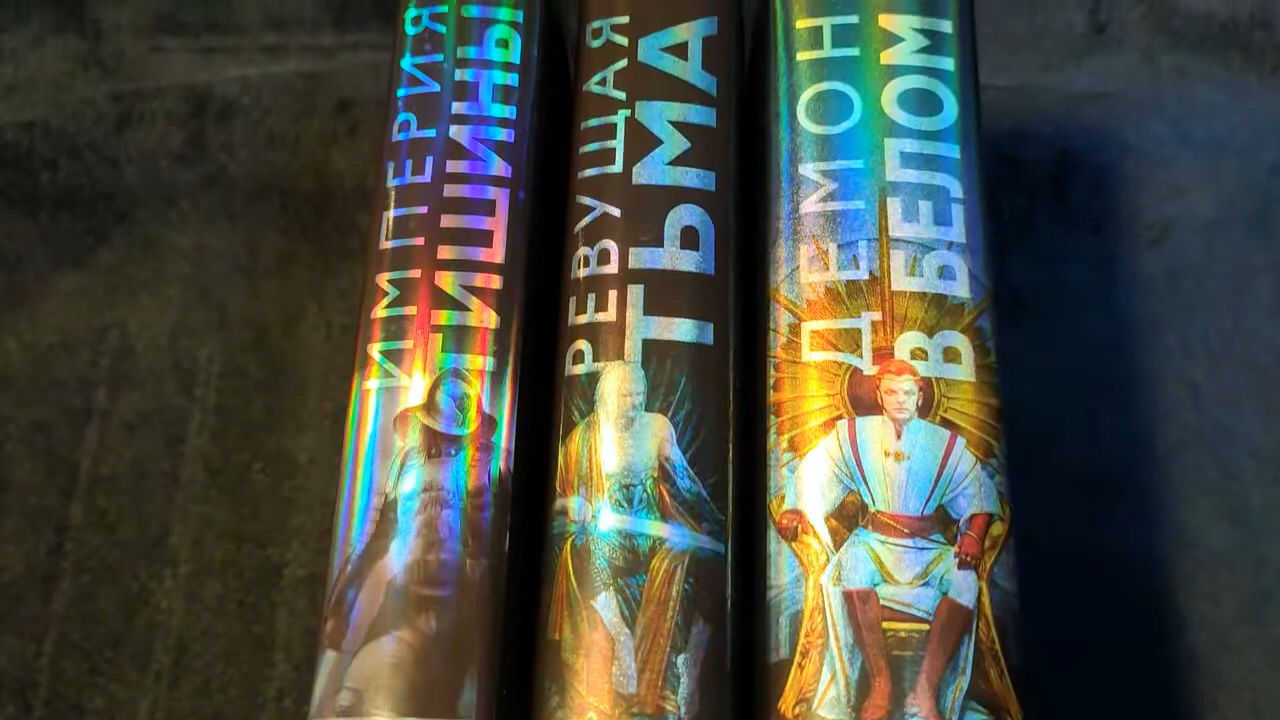 ИМПЕРИЯ
ТИШИНЫ
РЕВУЩАЯ
ТЬМА
ДЕМОН
В БЕЛОМ